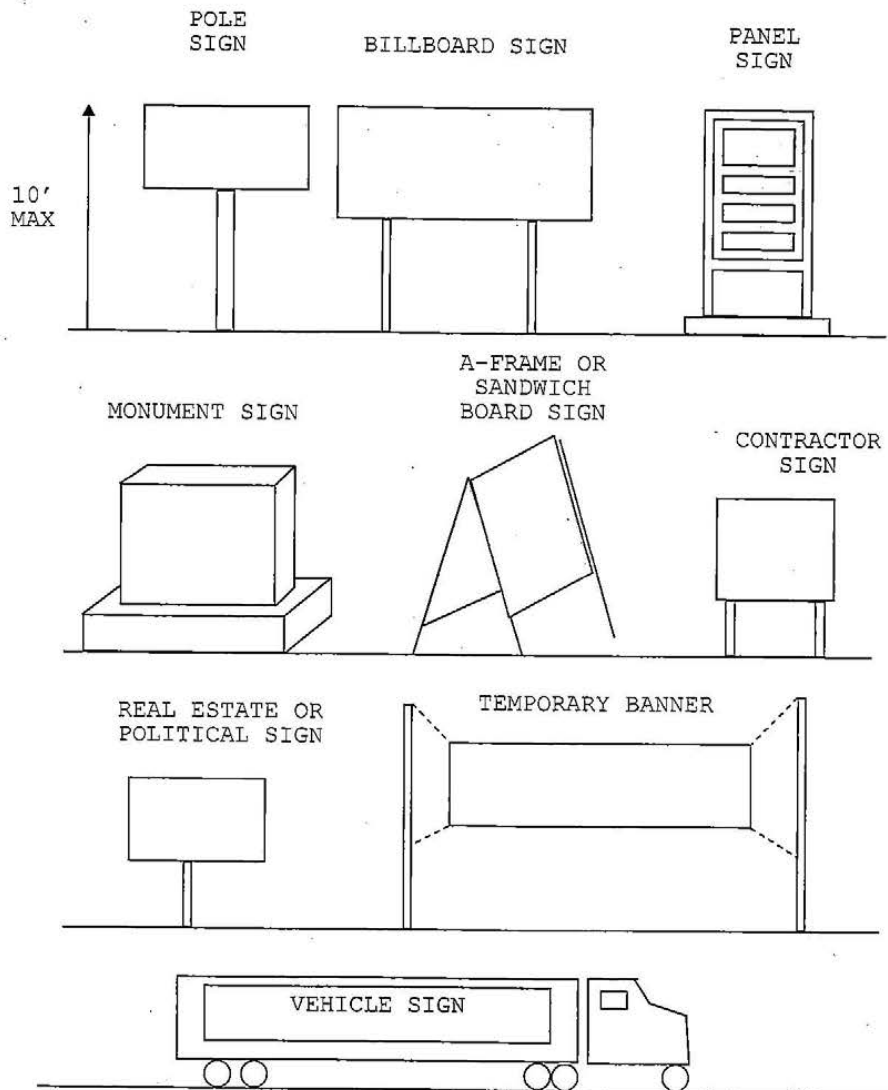 POLE
SIGN
BILLBOARD SIGN
PANEL
SIGN
10'
MAX
MONUMENT SIGN
A-FRAME OR
SANDWICH
BOARD SIGN
CONTRACTOR
SIGN
REAL ESTATE OR
POLITICAL SIGN
TEMPORARY BANNER
VEHICLE SIGN